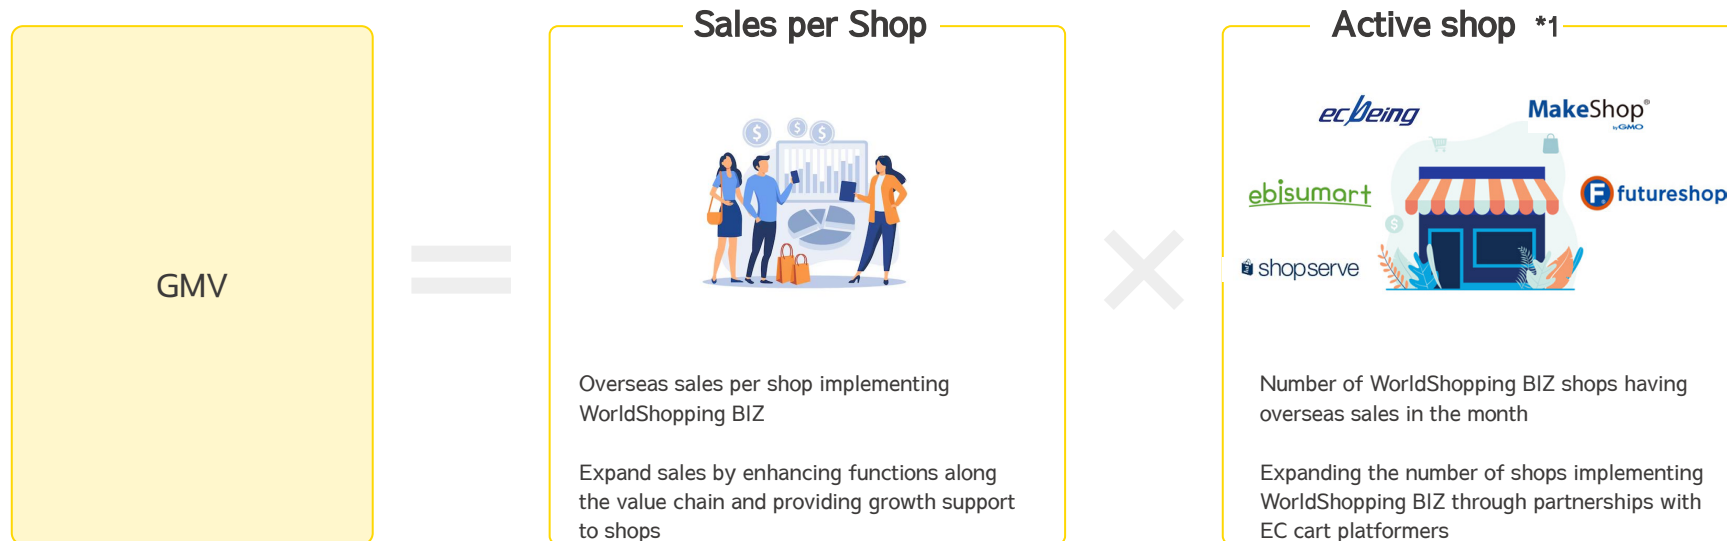 GMV
Sales per Shop
Overseas sales per shop implementing
WorldShopping BIZ
Expand sales by enhancing functions along
the value chain and providing growth support
to shops
Active shop *1
ecbeing
MakeShop®
by GMO
ebisumart
F futureshop
shopserve
Number of WorldShopping BIZ shops having
overseas sales in the month
Expanding the number of shops implementing
WorldShopping BIZ through partnerships with
EC cart platformers